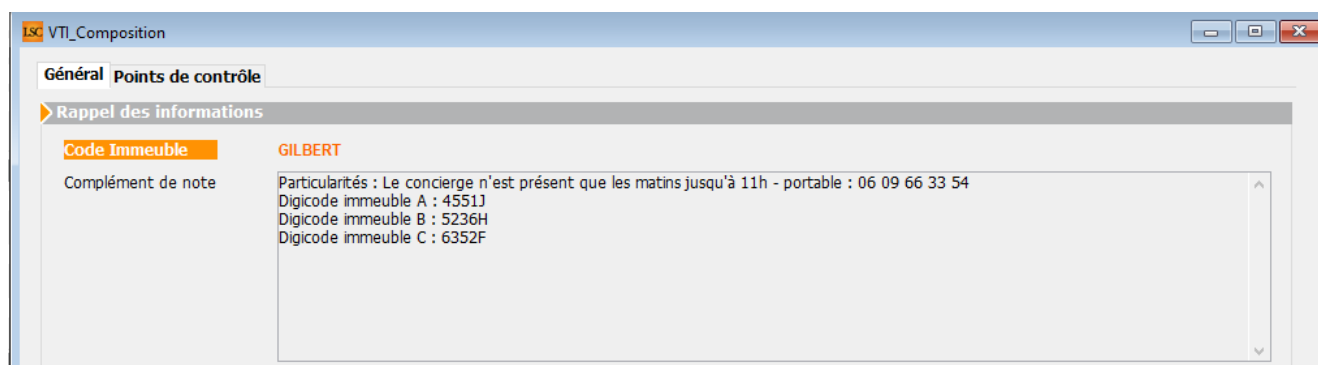 LSC VTI_Composition
Général Points de contrôle
Rappel des informations
Code Immeuble GILBERT
Complément de note
Particularités : Le concierge n'est présent que les matins jusqu'à 11h - portable : 06 09 66 33 54
Digicode immeuble A : 4551J
Digicode immeuble B : 5236H
Digicode immeuble C : 6352F